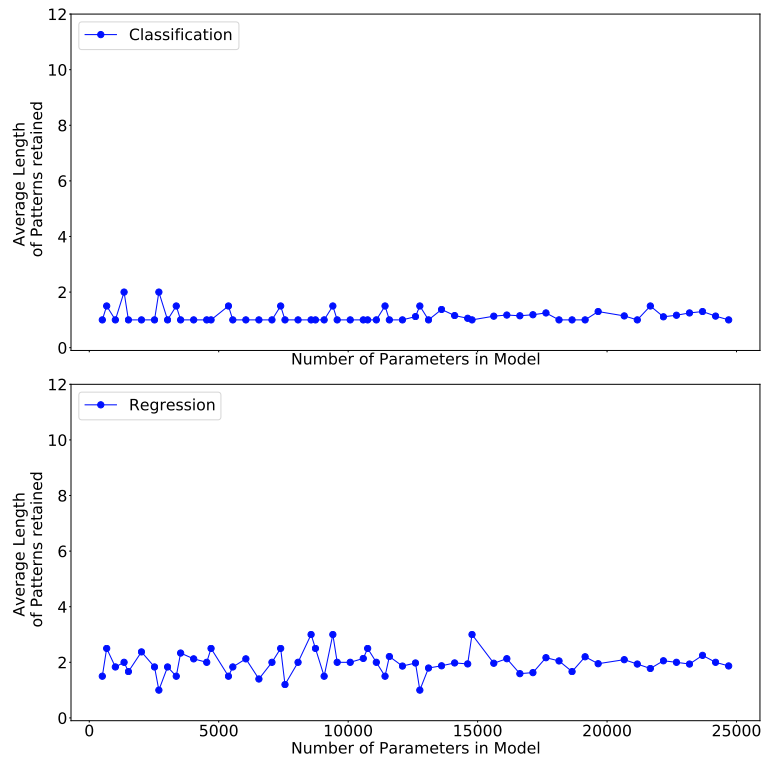 12
10
8
6
4
2
0
Average Length
of Patterns retained
Classification
Number of Parameters in Model
12
10
8
6
4
2
0
Average Length
of Patterns retained
Regression
0 5000 10000 15000 20000 25000
Number of Parameters in Model